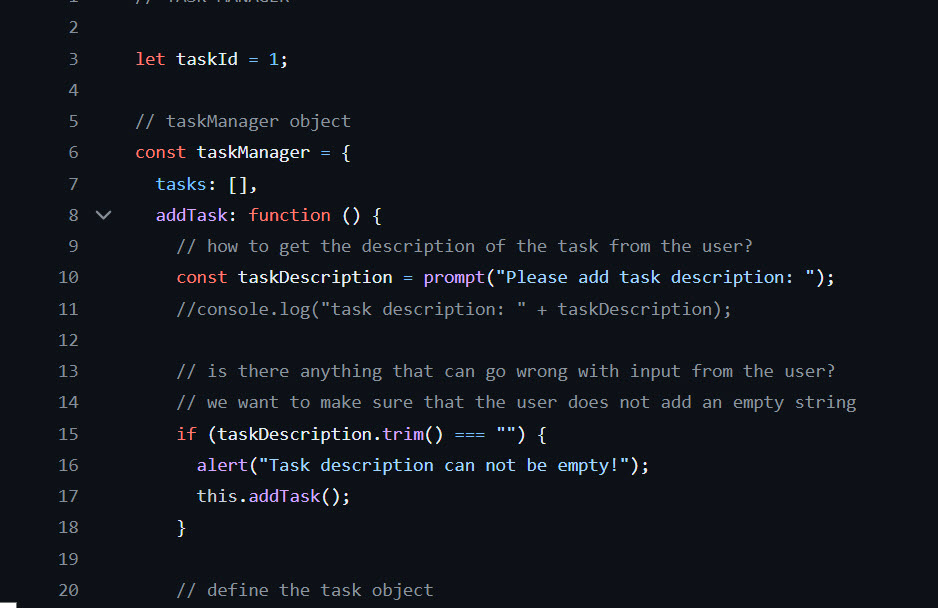 1 // TASK MANAGER
2
3 let taskId = 1;
4
5 // taskManager object
6 const taskManager = {
7 tasks: [],
8 addTask: function () {
9 // how to get the description of the task from the user?
10 const taskDescription = prompt("Please add task description: ");
11 //console.log("task description: " + taskDescription);
12
13 // is there anything that can go wrong with input from the user?
14 // we want to make sure that the user does not add an empty string
15 if (taskDescription.trim() === "") {
16 alert("Task description can not be empty!");
17 this.addTask();
18 }
19
20 // define the task object